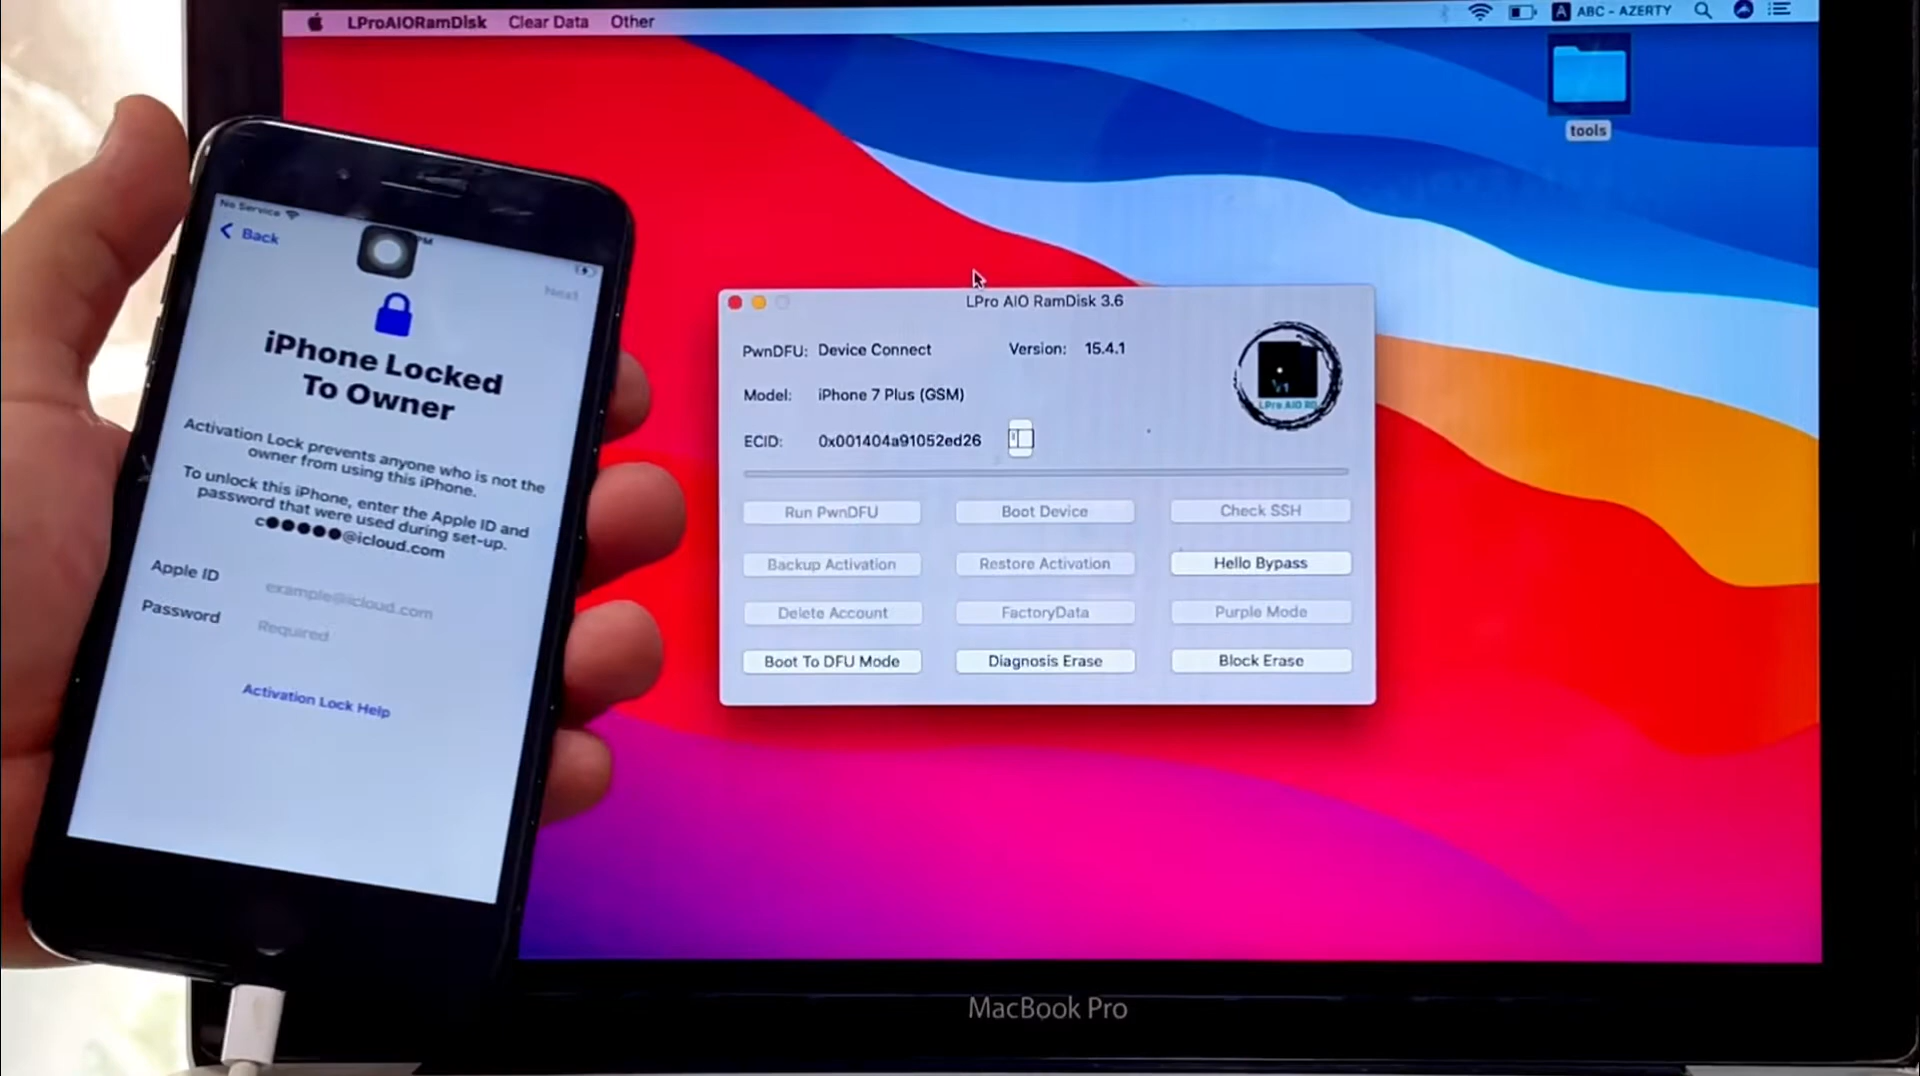 LProAIORamDisk Clear Data Other
ABC - AZERTY
tools
No Service
PM
Back
Next
iPhone Locked
To Owner
Activation Lock prevents anyone who is not the
owner from using this iPhone.
To unlock this iPhone, enter the Apple ID and
password that were used during set-up.
c●●●●●@icloud.com
Apple ID example@icloud.com
Password Required
Activation Lock Help
LPro AIO RamDisk 3.6
PwnDFU: Device Connect Version: 15.4.1
Model: iPhone 7 Plus (GSM)
ECID: 0x001404a91052ed26
V1
LPro AIO RD
Run PwnDFU Boot Device Check SSH
Backup Activation Restore Activation Hello Bypass
Delete Account FactoryData Purple Mode
Boot To DFU Mode Diagnosis Erase Block Erase
MacBook Pro